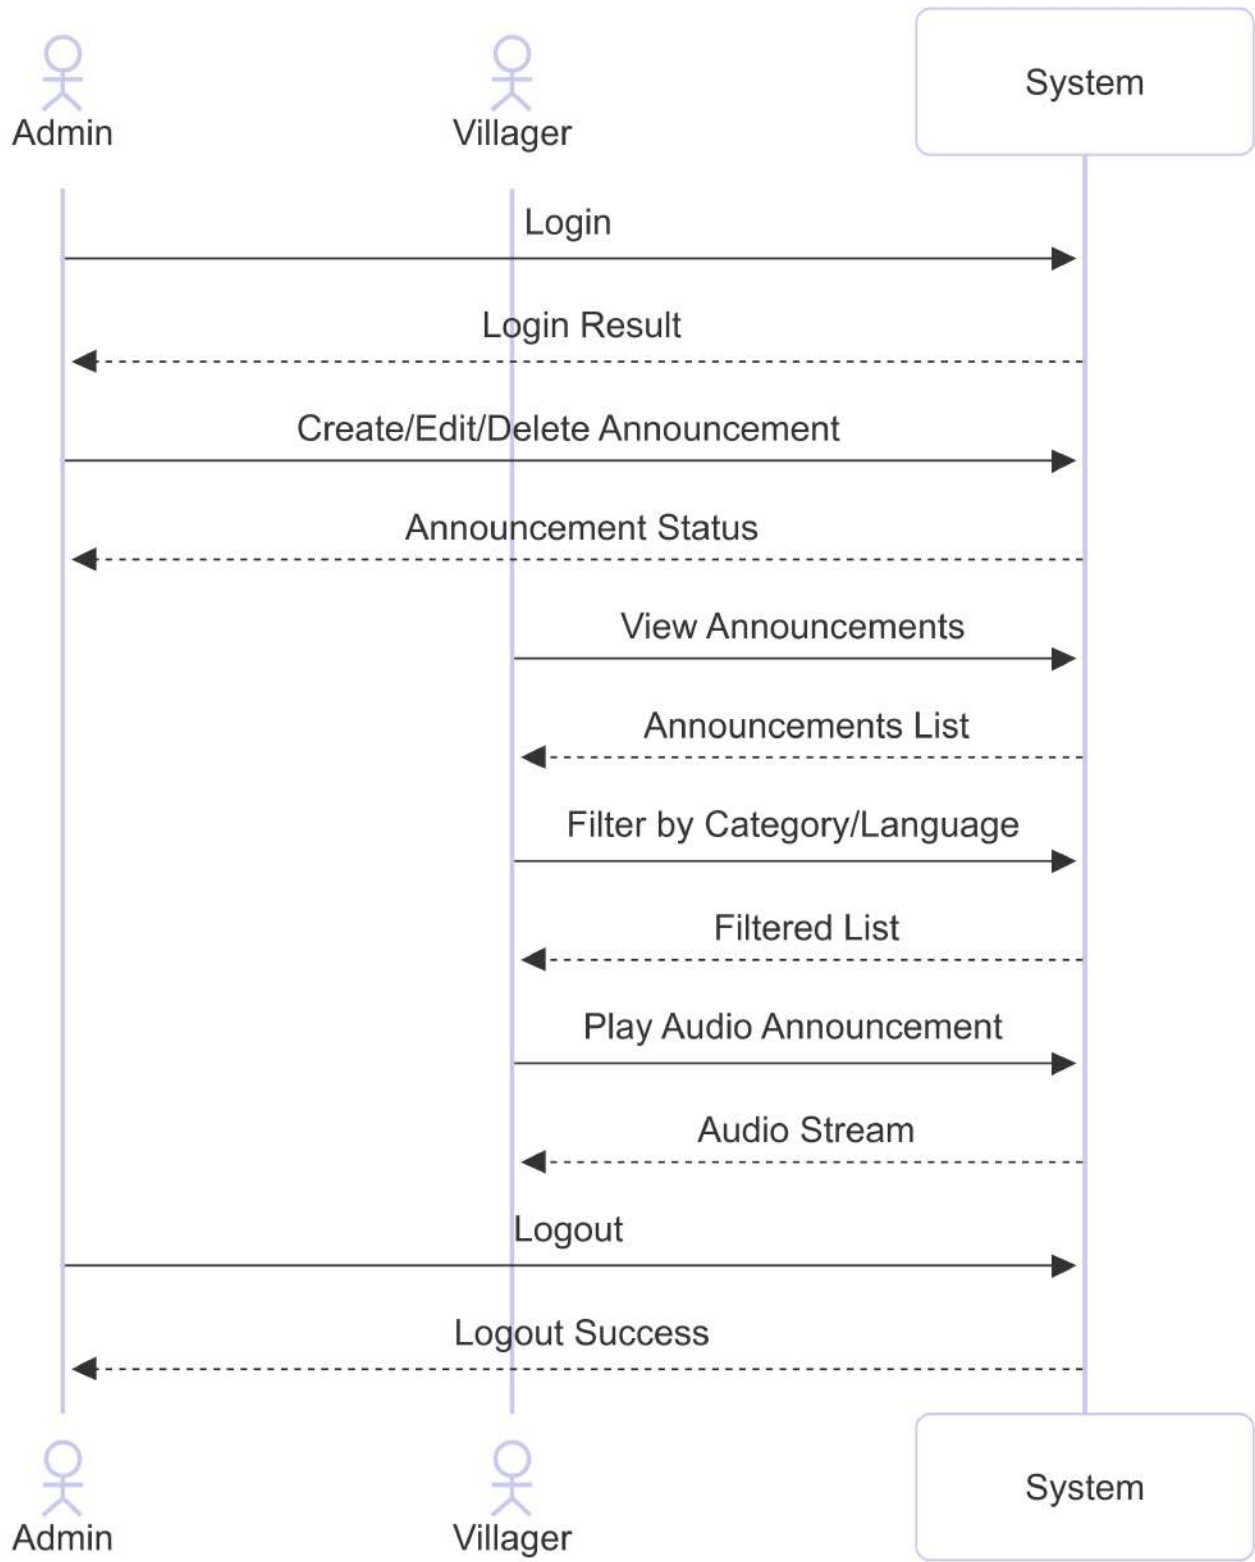 Admin
Villager
System
Login
Login Result
Create/Edit/Delete Announcement
Announcement Status
View Announcements
Announcements List
Filter by Category/Language
Filtered List
Play Audio Announcement
Audio Stream
Logout
Logout Success
Admin
Villager
System